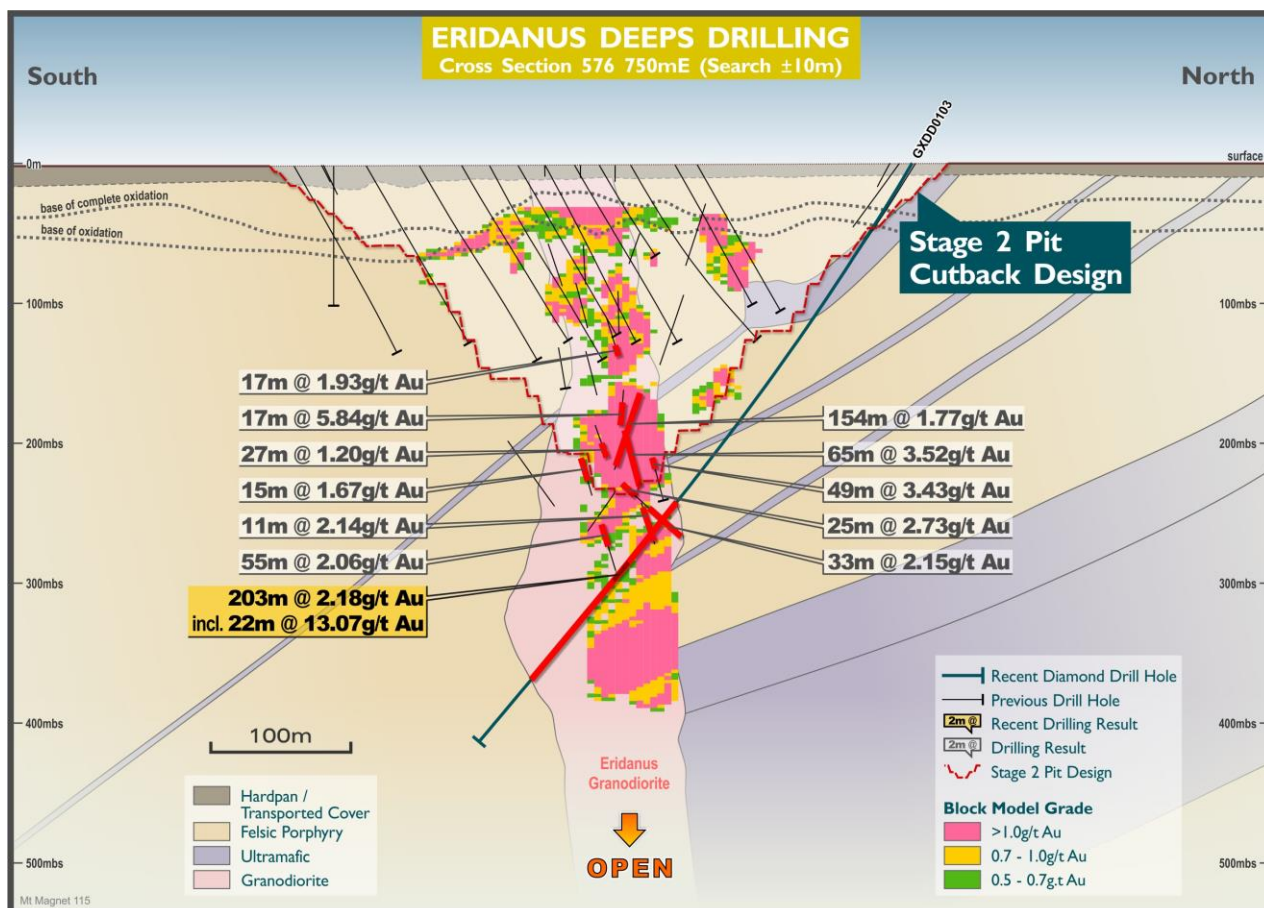 ERIDANUS DEEPS DRILLING
Cross Section 576 750mE (Search ±10m)
South
North
GXDD0103
0m
surface
base of complete oxidation
base of oxidation
Stage 2 Pit
Cutback Design
100mbs
100mbs
17m @ 1.93g/t Au
17m @ 5.84g/t Au
27m @ 1.20g/t Au
15m @ 1.67g/t Au
11m @ 2.14g/t Au
55m @ 2.06g/t Au
203m @ 2.18g/t Au
incl. 22m @ 13.07g/t Au
154m @ 1.77g/t Au
65m @ 3.52g/t Au
49m @ 3.43g/t Au
25m @ 2.73g/t Au
33m @ 2.15g/t Au
200mbs
200mbs
300mbs
300mbs
400mbs
400mbs
500mbs
500mbs
100m
Hardpan /
Transported Cover
Felsic Porphyry
Ultramafic
Granodiorite
Eridanus
Granodiorite
OPEN
Recent Diamond Drill Hole
Previous Drill Hole
2m @
Recent Drilling Result
2m @
Drilling Result
Stage 2 Pit Design
Block Model Grade
>1.0g/t Au
0.7 - 1.0g/t Au
0.5 - 0.7g.t Au
Mt Magnet 115